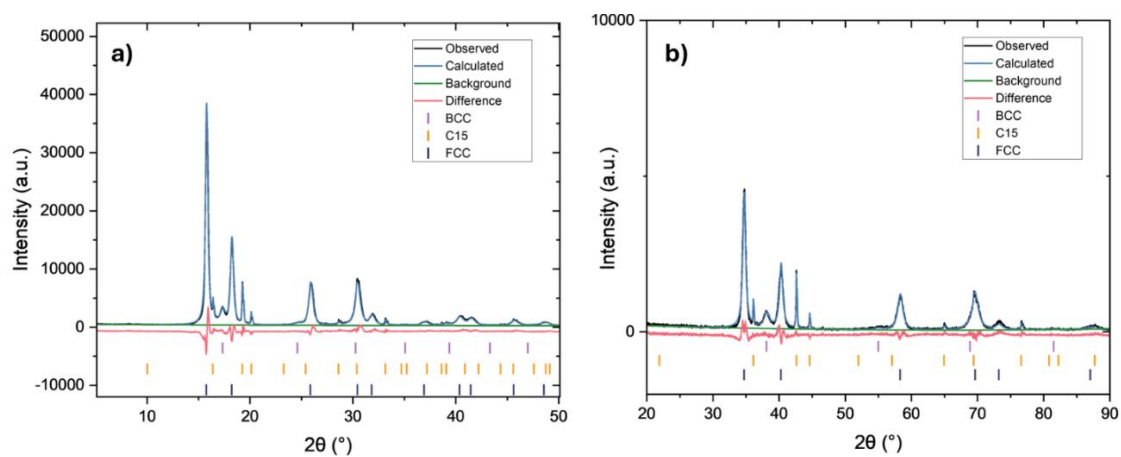 a)
Observed
Calculated
Background
Difference
BCC
C15
FCC
50000
40000
30000
20000
10000
0
-10000
Intensity (a.u.)
10 20 30 40 50
2θ (°)
b)
Observed
Calculated
Background
Difference
BCC
C15
FCC
10000
0
Intensity (a.u.)
20 30 40 50 60 70 80 90
2θ (°)